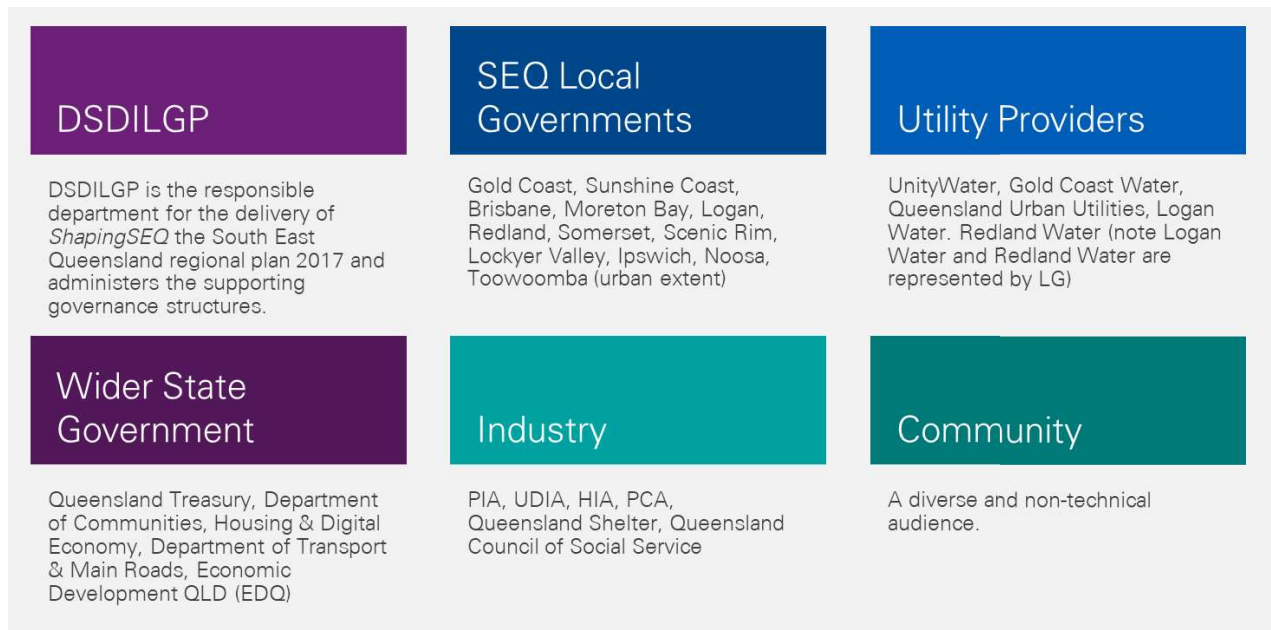 DSDILGP
DSDILGP is the responsible
department for the delivery of
ShapingSEQ the South East
Queensland regional plan 2017 and
administers the supporting
governance structures.
SEQ Local
Governments
Gold Coast, Sunshine Coast,
Brisbane, Moreton Bay, Logan,
Redland, Somerset, Scenic Rim,
Lockyer Valley, Ipswich, Noosa,
Toowoomba (urban extent)
Utility Providers
UnityWater, Gold Coast Water,
Queensland Urban Utilities, Logan
Water. Redland Water (note Logan
Water and Redland Water are
represented by LG)
Wider State
Government
Queensland Treasury, Department
of Communities, Housing & Digital
Economy, Department of Transport
& Main Roads, Economic
Development QLD (EDQ)
Industry
PIA, UDIA, HIA, PCA,
Queensland Shelter, Queensland
Council of Social Service
Community
A diverse and non-technical
audience.